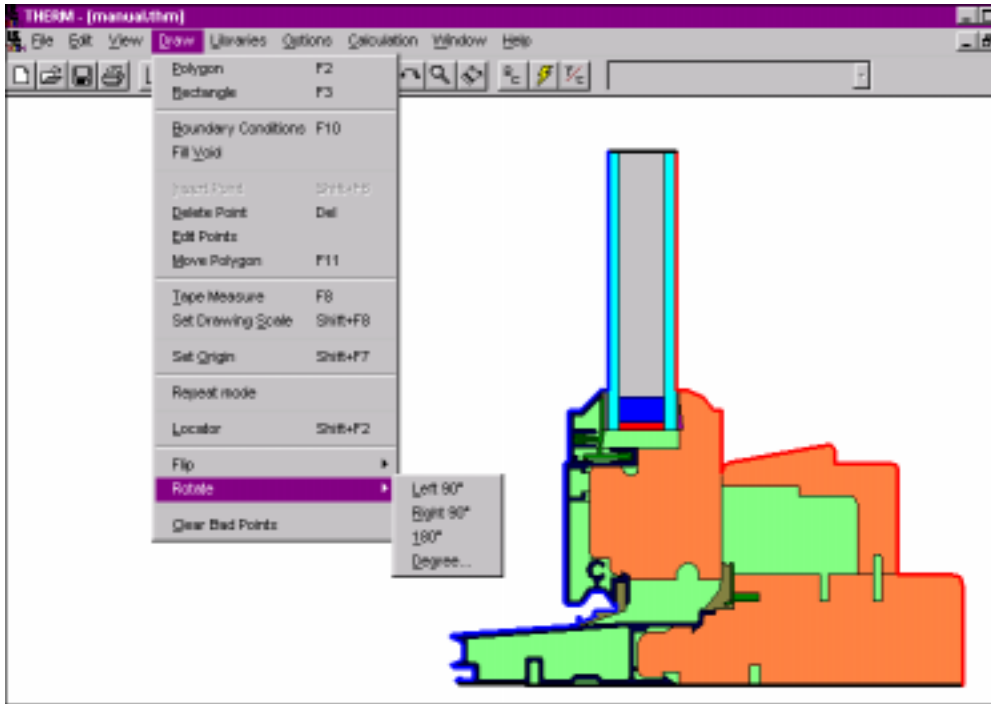 THERM - [manual.thm]
File Edit View Draw Libraries Options Calculation Window Help
Polygon F2
Rectangle F3
Boundary Conditions F10
Fill Void
Insert Point Shift+F5
Delete Point Del
Edit Points
Move Polygon F11
Tape Measure F8
Set Drawing Scale Shift+F8
Set Origin Shift+F7
Repeat mode
Locator Shift+F2
Flip
Rotate
Left 90°
Right 90°
180°
Degree...
Clear Bad Points